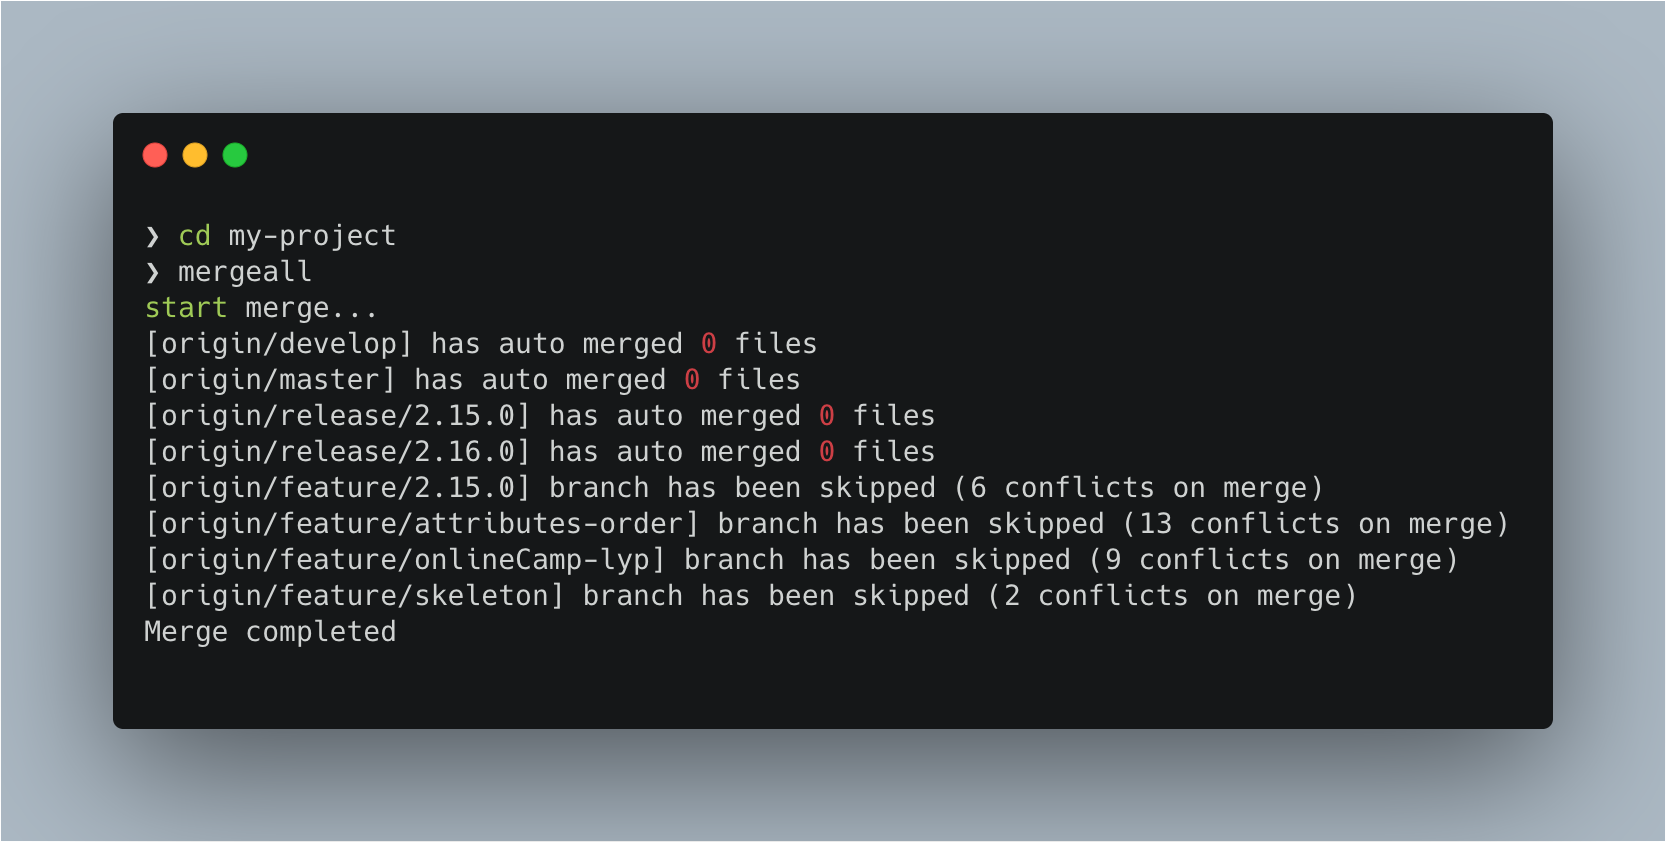 ❯ cd my-project
❯ mergeall
start merge...
[origin/develop] has auto merged 0 files
[origin/master] has auto merged 0 files
[origin/release/2.15.0] has auto merged 0 files
[origin/release/2.16.0] has auto merged 0 files
[origin/feature/2.15.0] branch has been skipped (6 conflicts on merge)
[origin/feature/attributes-order] branch has been skipped (13 conflicts on merge)
[origin/feature/onlineCamp-lyp] branch has been skipped (9 conflicts on merge)
[origin/feature/skeleton] branch has been skipped (2 conflicts on merge)
Merge completed